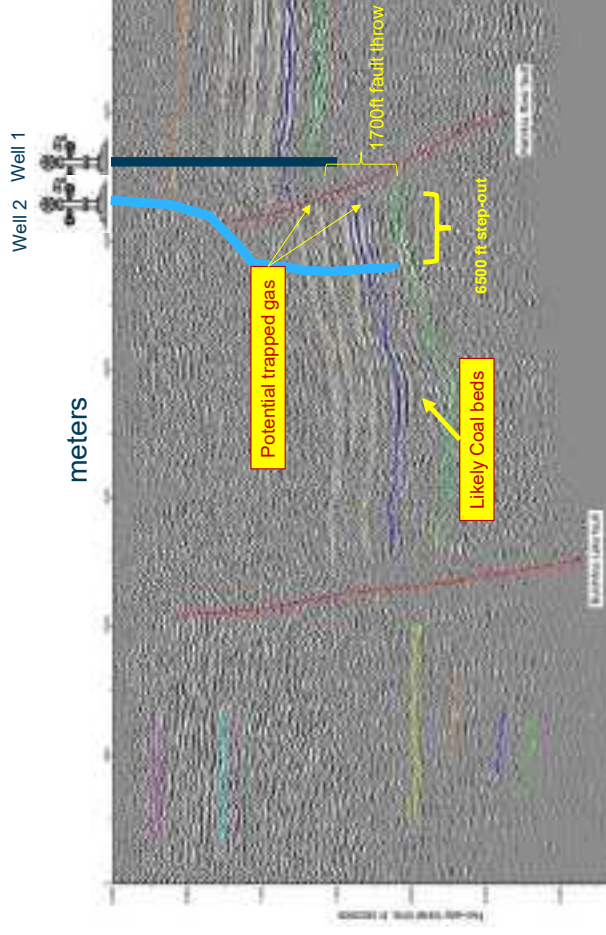 Well 2
Well 1
meters
1700ft fault throw
Potential trapped gas
6500 ft step-out
Likely Coal beds